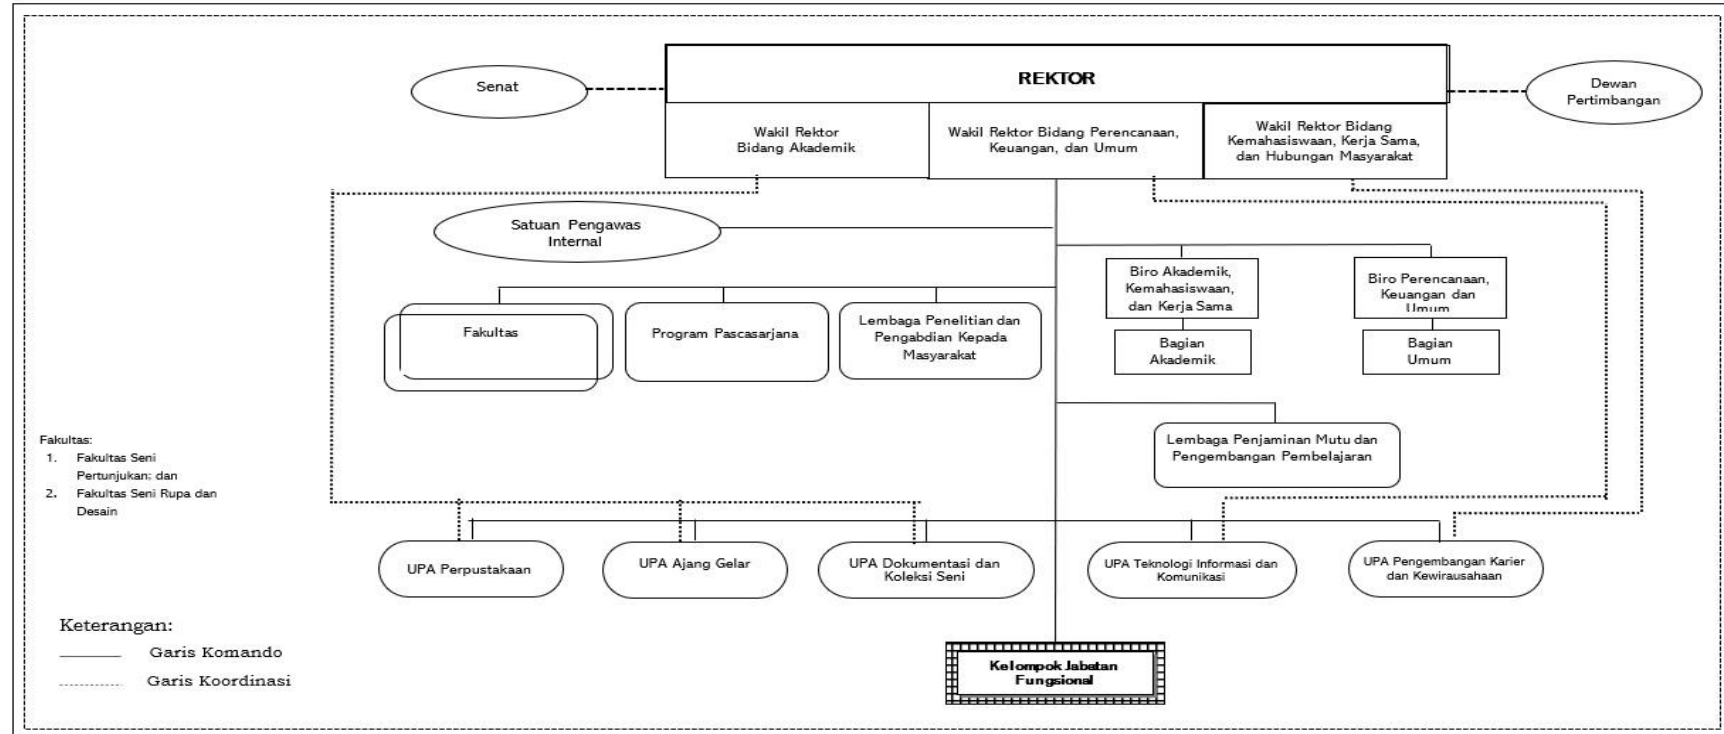 REKTOR
Senat
Dewan
Pertimbangan
Wakil Rektor
Bidang Akademik
Wakil Rektor Bidang Perencanaan,
Keuangan, dan Umum
Wakil Rektor Bidang
Kemahasiswaan, Kerja Sama,
dan Hubungan Masyarakat
Satuan Pengawas
Internal
Biro Akademik,
Kemahasiswaan,
dan Kerja Sama
Biro Perencanaan,
Keuangan dan
Umum
Fakultas
Program Pascasarjana
Lembaga Penelitian dan
Pengabdian Kepada
Masyarakat
Bagian
Akademik
Bagian
Umum
Lembaga Penjaminan Mutu dan
Pengembangan Pembelajaran
Fakultas:
1. Fakultas Seni
Pertunjukan; dan
2. Fakultas Seni Rupa dan
Desain
UPA Perpustakaan
UPA Ajang Gelar
UPA Dokumentasi dan
Koleksi Seni
UPA Teknologi Informasi dan
Komunikasi
UPA Pengembangan Karier
dan Kewirausahaan
Keterangan:
Garis Komando
Garis Koordinasi
Kelompok Jabatan
Fungsional